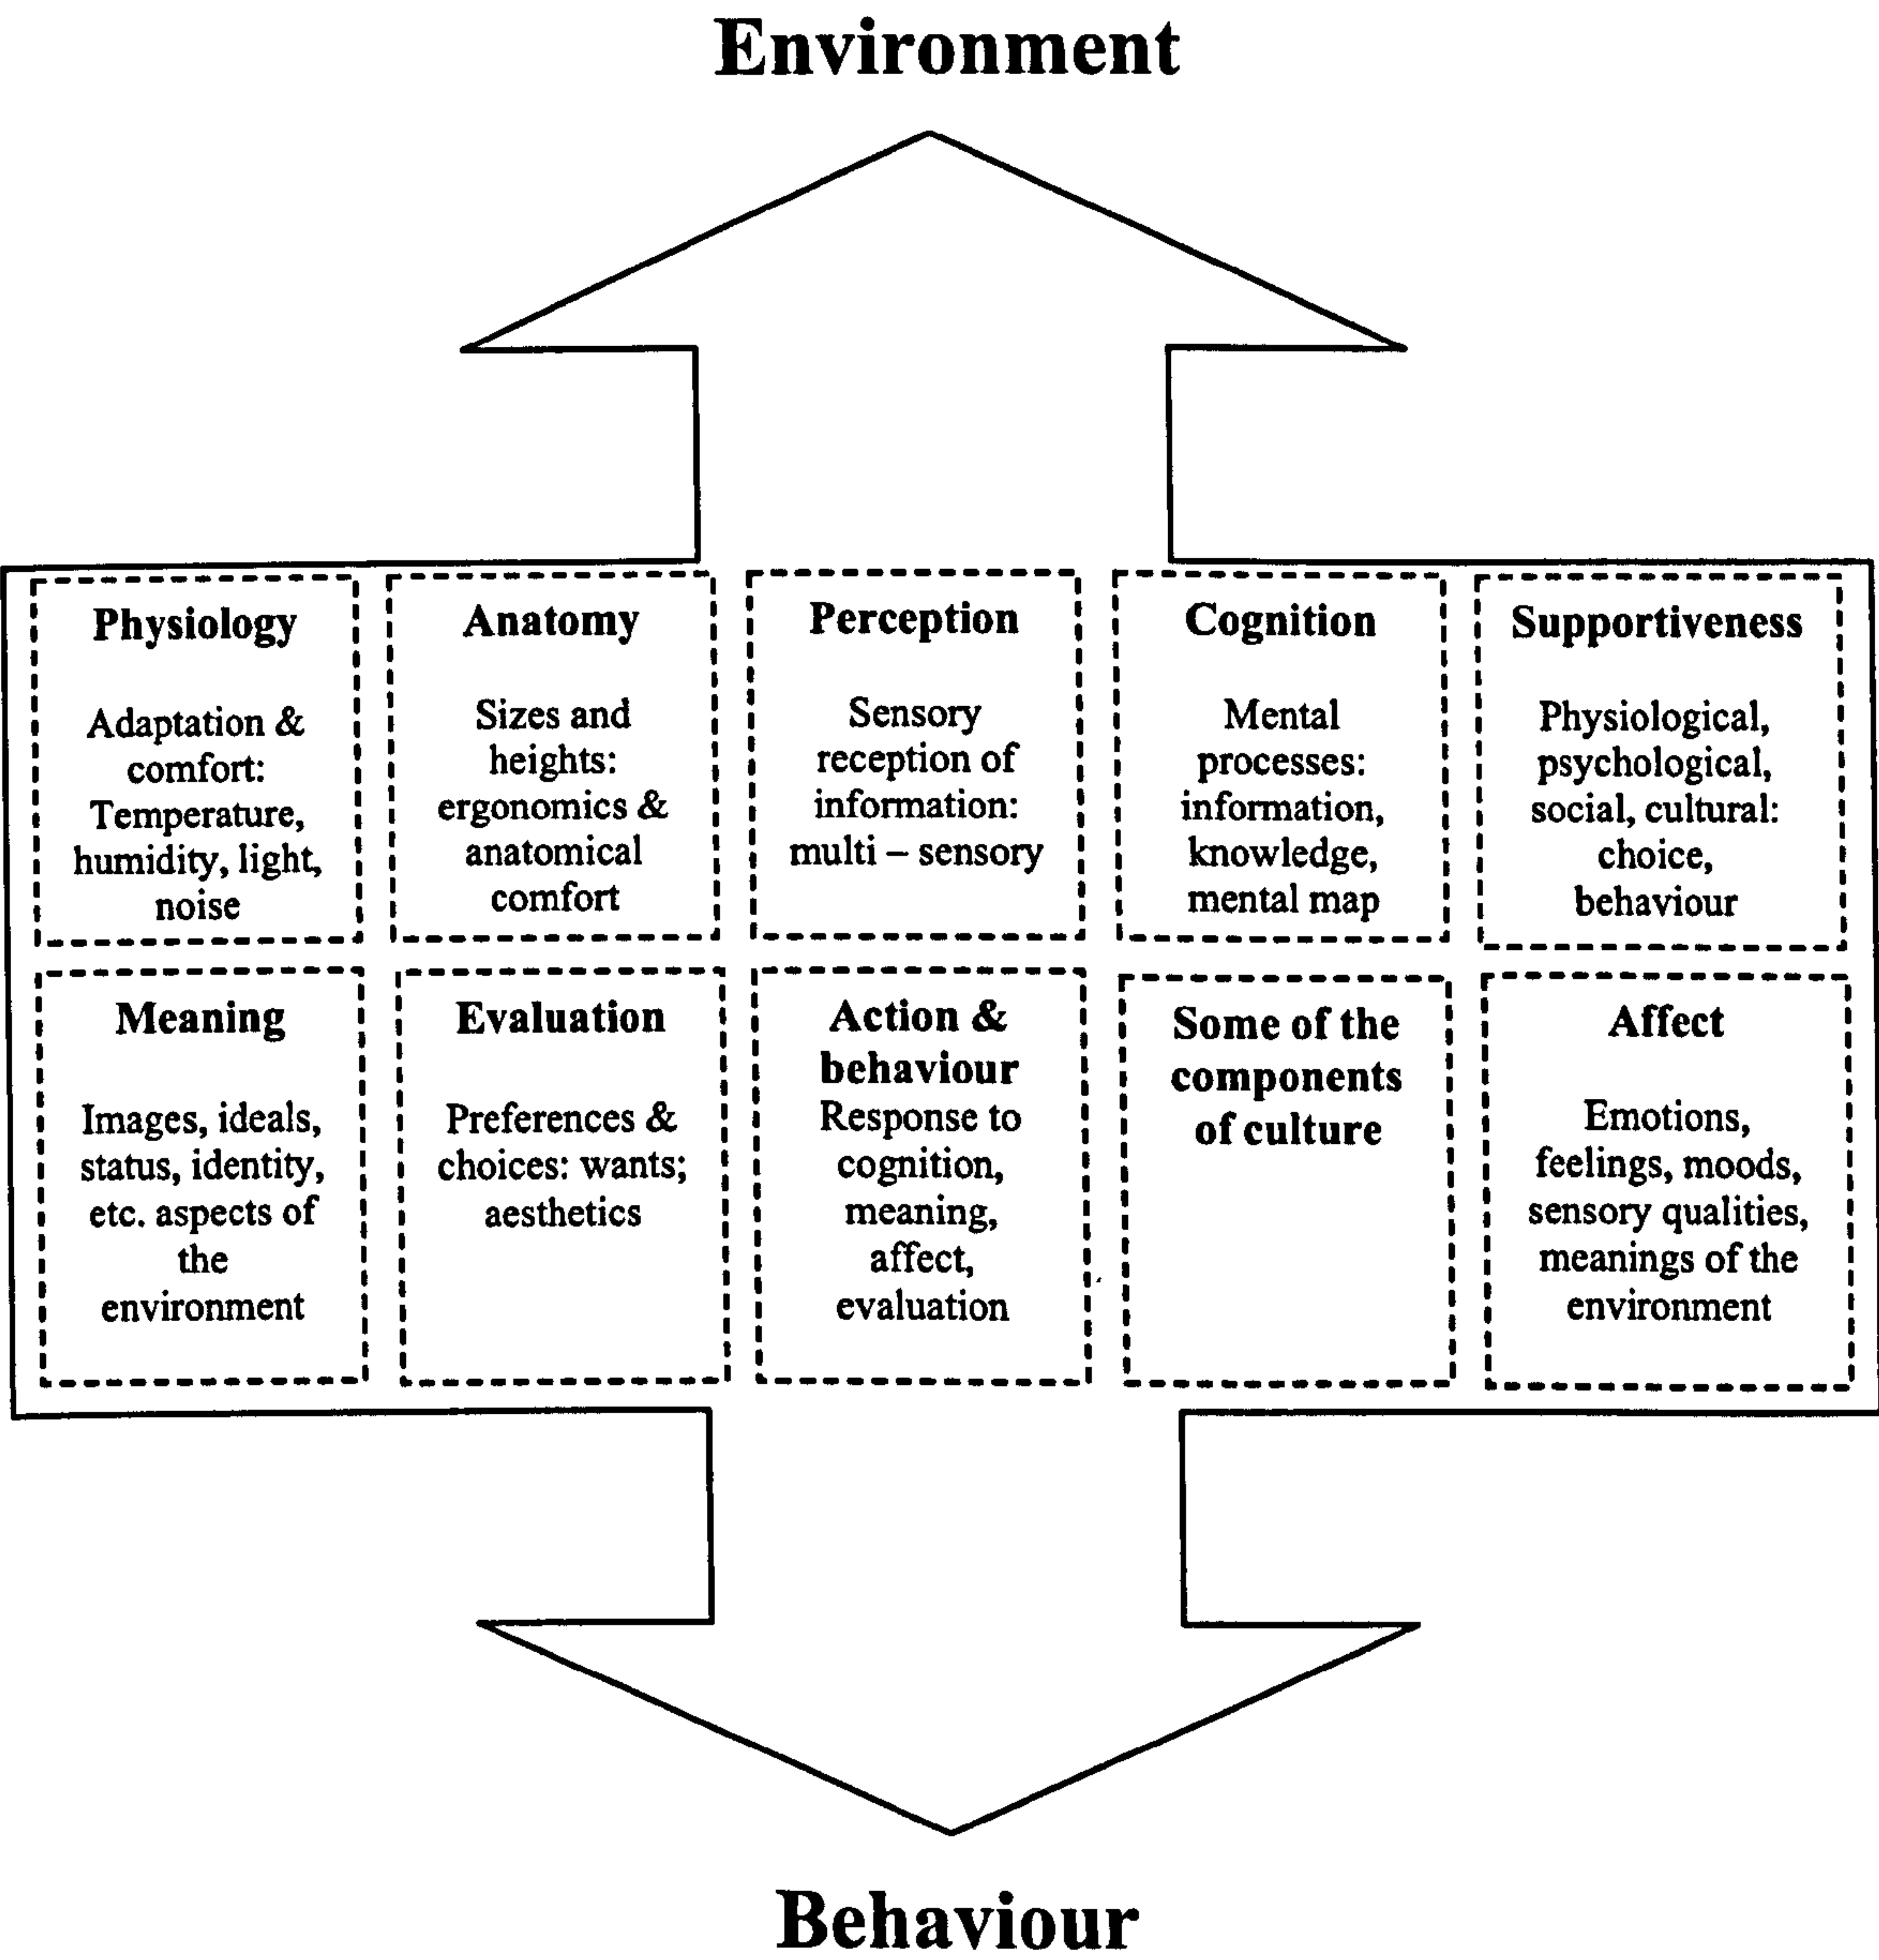 Environment
Physiology
Adaptation &
comfort:
Temperature,
humidity, light,
noise
Anatomy
Sizes and
heights:
ergonomics &
anatomical
comfort
Perception
Sensory
reception of
information:
multi – sensory
Cognition
Mental
processes:
information,
knowledge,
mental map
Supportiveness
Physiological,
psychological,
social, cultural:
choice,
behaviour
Meaning
Images, ideals,
status, identity,
etc. aspects of
the
environment
Evaluation
Preferences &
choices: wants;
aesthetics
Action &
behaviour
Response to
cognition,
meaning,
affect,
evaluation
Some of the
components
of culture
Affect
Emotions,
feelings, moods,
sensory qualities,
meanings of the
environment
Behaviour